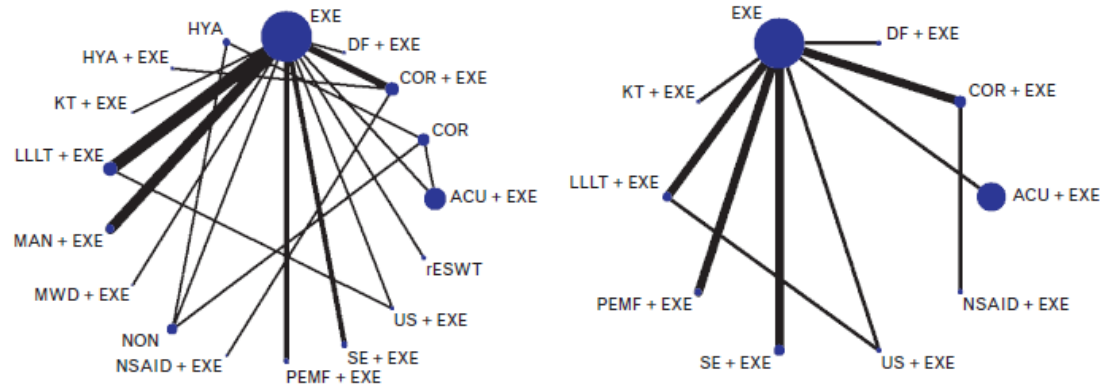 EXE
HYA
DF + EXE
HYA + EXE
COR + EXE
KT + EXE
COR
LLLT + EXE
ACU + EXE
MAN + EXE
rESWT
MWD + EXE
US + EXE
NON
SE + EXE
NSAID + EXE
PEMF + EXE
EXE
DF + EXE
KT + EXE
COR + EXE
LLLT + EXE
ACU + EXE
PEMF + EXE
NSAID + EXE
SE + EXE
US + EXE